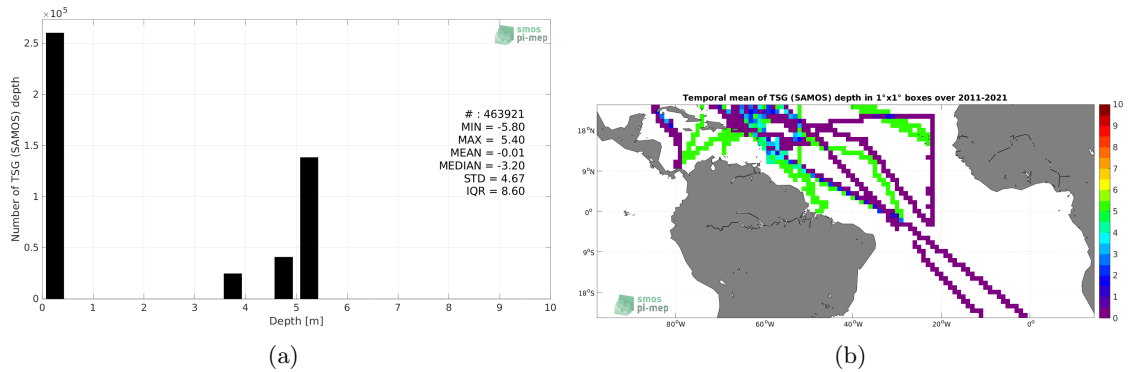 ×10⁵
2.5
2
1.5
1
0.5
0
Number of TSG (SAMOS) depth
smos
pi-mep
# : 463921
MIN = -5.80
MAX = 5.40
MEAN = -0.01
MEDIAN = -3.20
STD = 4.67
IQR = 8.60
0 1 2 3 4 5 6 7 8 9 10
Depth [m]
(a)
Temporal mean of TSG (SAMOS) depth in 1°x1° boxes over 2011-2021
18°N
9°N
0°
9°S
18°S
80°W 60°W 40°W 20°W 0°
smos
pi-mep
10
9
8
7
6
5
4
3
2
1
0
(b)